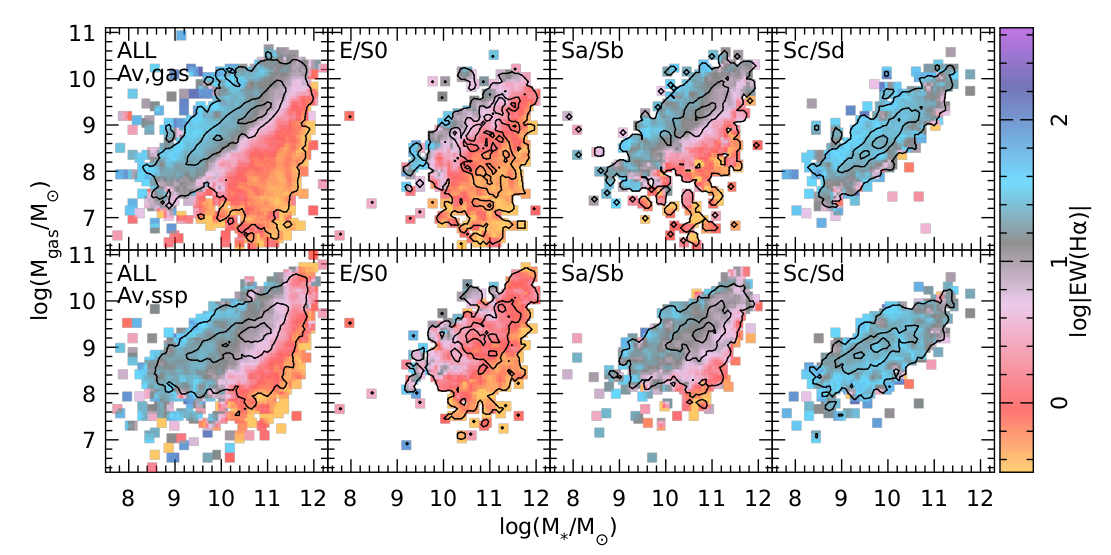 ALL
Av,gas
E/S0
Sa/Sb
Sc/Sd
11
10
9
8
7
ALL
Av,ssp
E/S0
Sa/Sb
Sc/Sd
11
10
9
8
7
8 9 10 11 12 8 9 10 11 12 8 9 10 11 12 8 9 10 11 12
log(M*/M⊙)
log(Mgas/M⊙)
2
1
0
log|EW(Hα)|